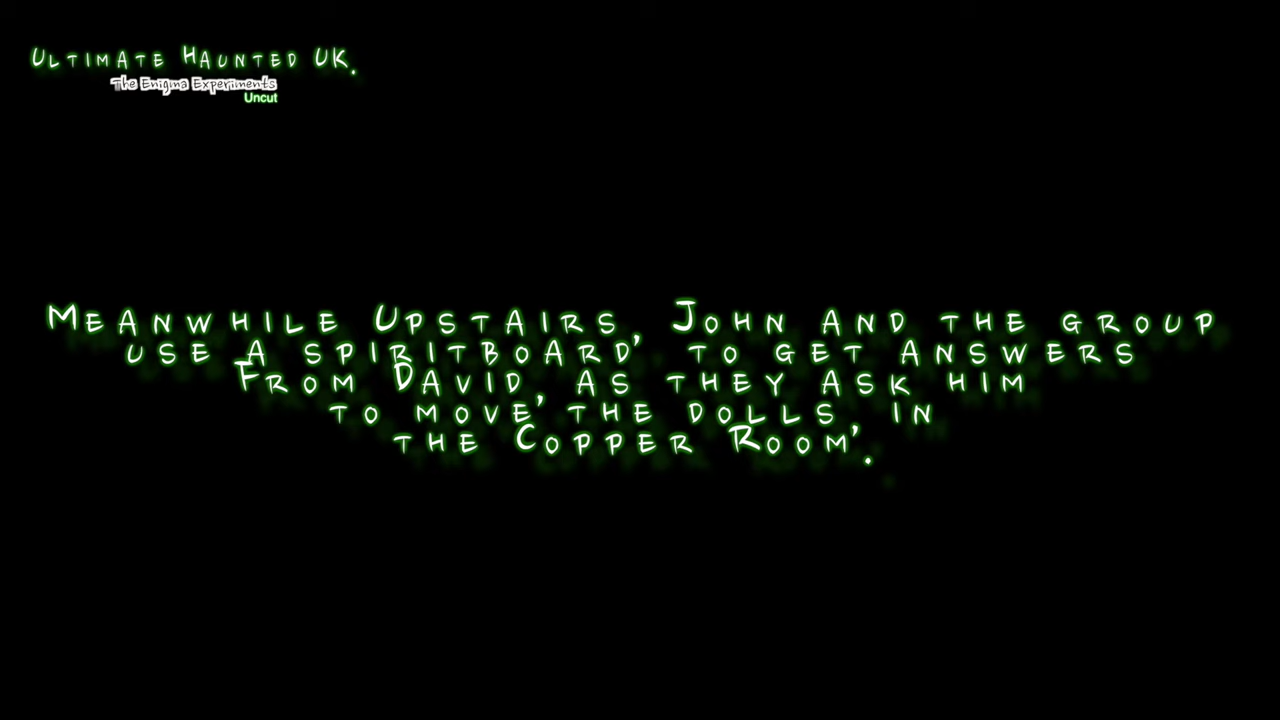 Ultimate Haunted UK.
The Enigma Experiments
Uncut
Meanwhile Upstairs, John and the group
use a spiritboard' to get answers
From David, as they ask him
to move' the dolls in
the Copper Room'.